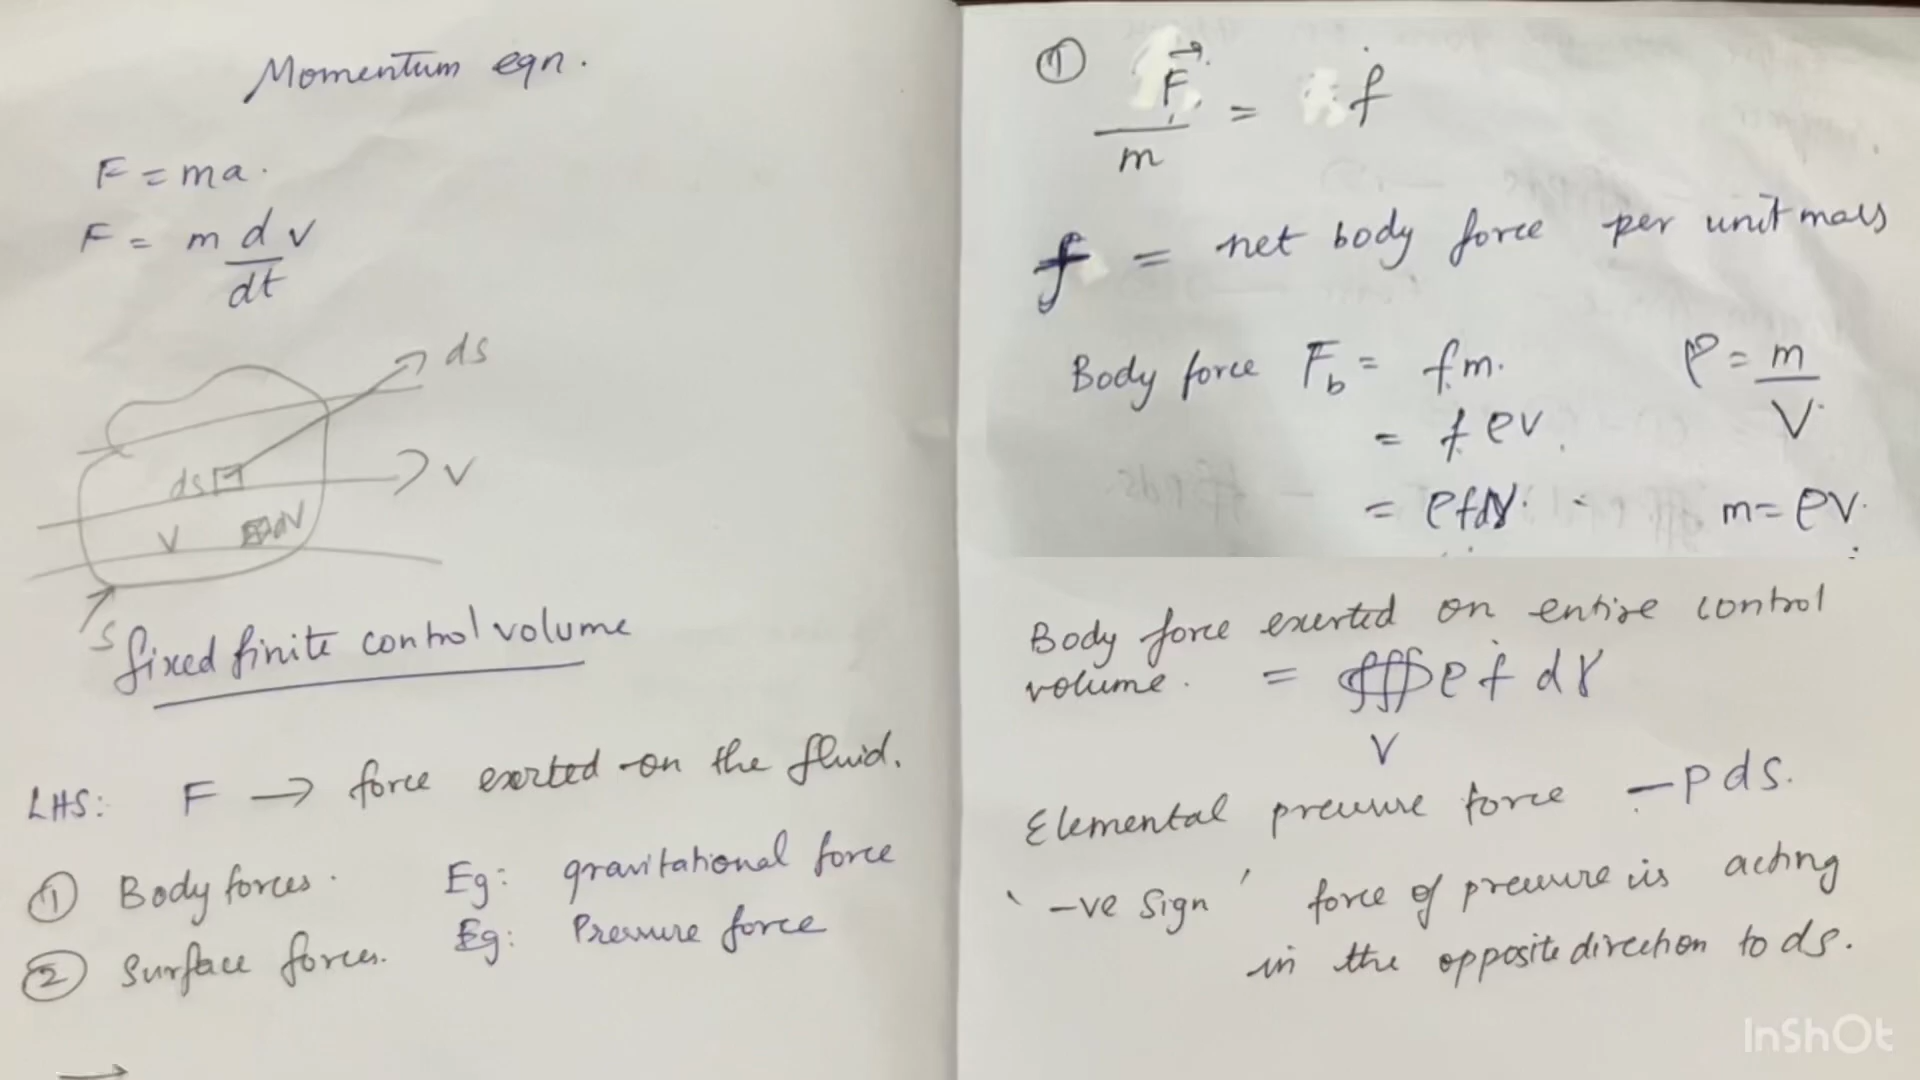 Momentum eqn.
F = ma.
F = m d/dt v
ds
ds
V
V dV
S
fixed finite control volume
LHS: F → force exerted on the fluid.
① Body forces. Eg: gravitational force
② Surface forces. Eg: Pressure force
① F/m = f
f = net body force per unit mass
Body force F_b = fm. ρ = m/V
= f ρv.
= ρfdV. m = ρv.
Body force exerted on entire control
volume. = ∰ ρ f dV
V
Elemental pressure force -P ds.
' -ve sign ' force of pressure is acting
in the opposite direction to ds.
InShOt